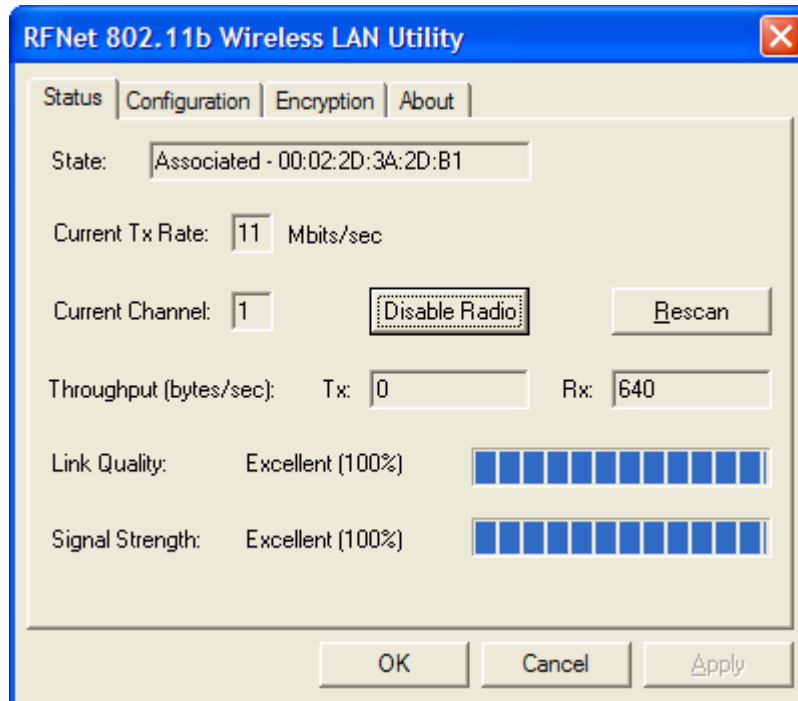 RFNet 802.11b Wireless LAN Utility
Status Configuration Encryption About
State: Associated - 00:02:2D:3A:2D:B1
Current Tx Rate: 11 Mbits/sec
Current Channel: 1 Disable Radio Rescan
Throughput (bytes/sec): Tx: 0 Rx: 640
Link Quality: Excellent (100%)
Signal Strength: Excellent (100%)
OK Cancel Apply